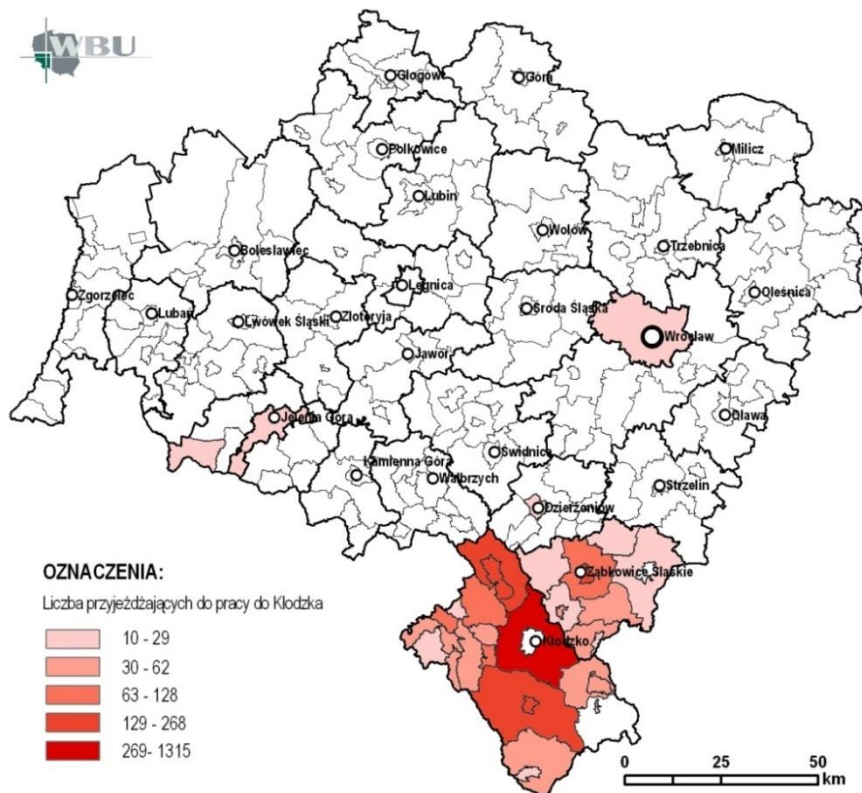 WBU
Głogów
Góra
Polkowice
Milicz
Lubin
Wołów
Trzebnica
Bolesławiec
Legnica
Oleśnica
Zgorzelec
Lubań
Lwówek Śląski
Złotoryja
Środa Śląska
Wrocław
Jawor
Jelenia Góra
Oława
Świdnica
Kamienna Góra
Wałbrzych
Strzelin
Dzierżoniów
Ząbkowice Śląskie
Kłodzko
OZNACZENIA:
Liczba przyjeżdżających do pracy do Kłodzka
10 - 29
30 - 62
63 - 128
129 - 268
269- 1315
0 25 50
km